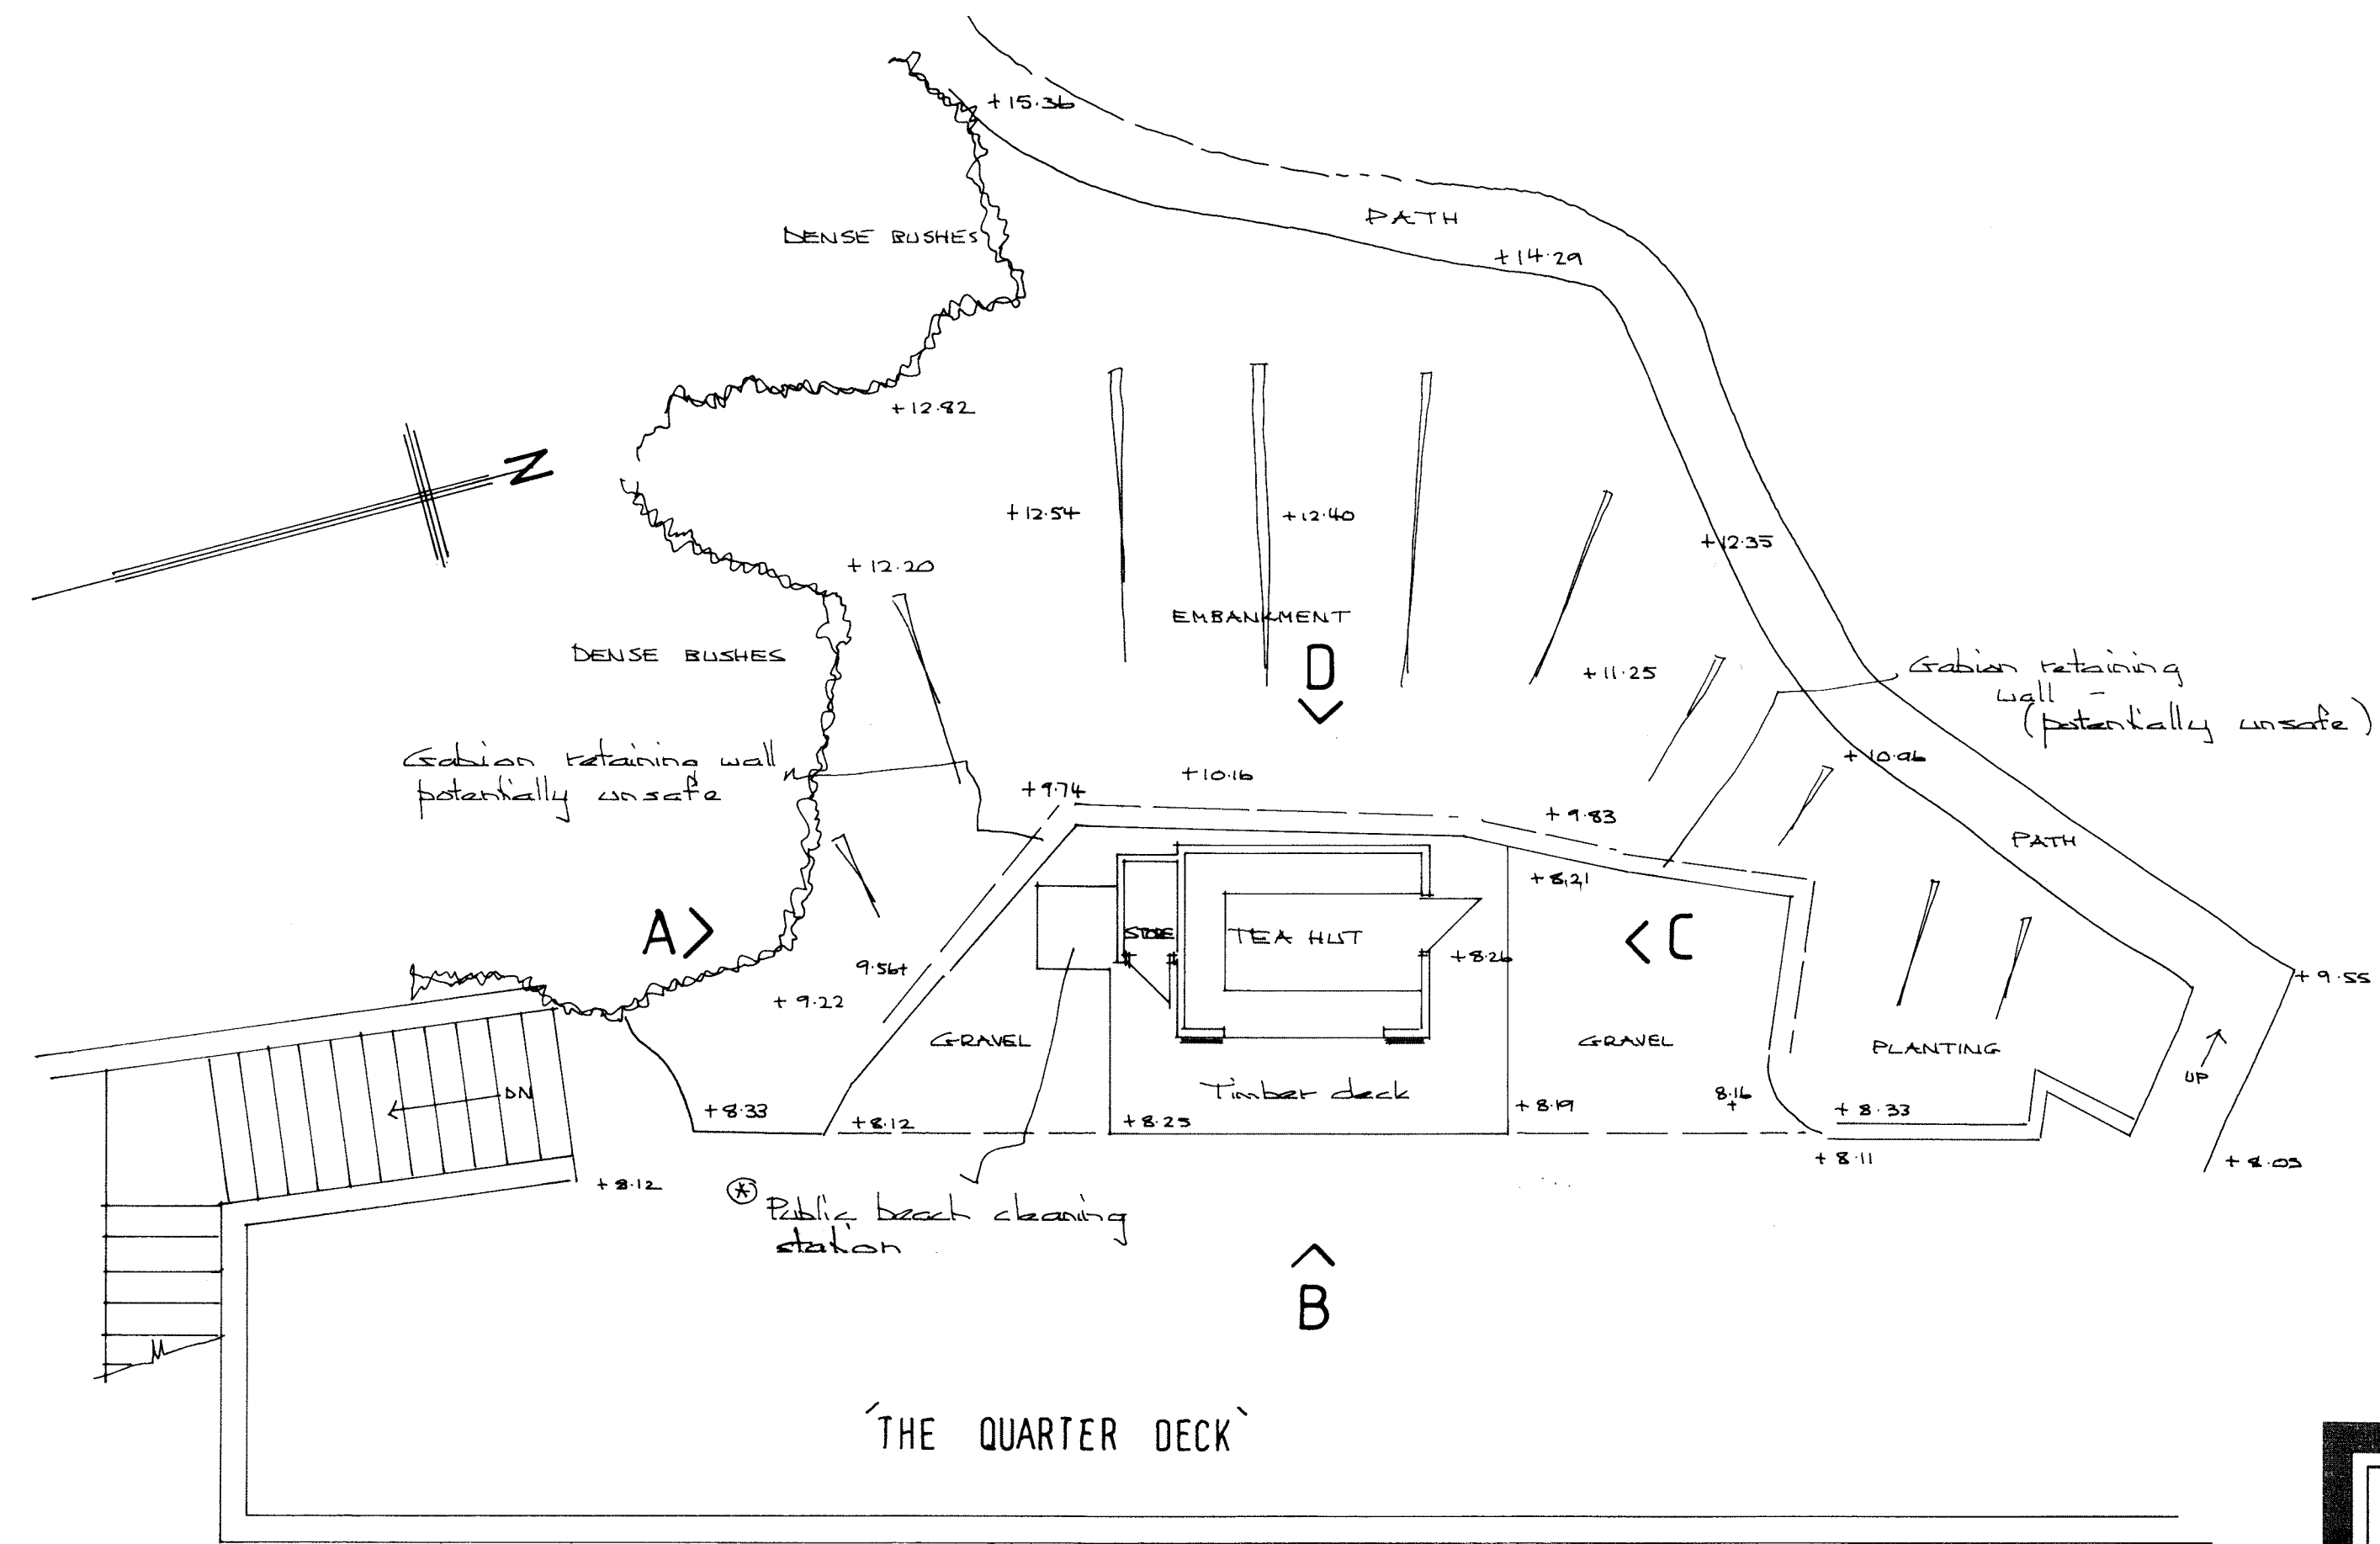 +15.36
PATH
DENSE BUSHES
+14.29
+12.82
N
+12.54
+12.40
+12.35
+12.20
EMBANKMENT
DENSE BUSHES
D
+11.25
Gabion retaining
wall -
(potentially unsafe)
Gabion retaining wall
potentially unsafe
+10.96
+10.16
+9.74
+9.83
PATH
+8.21
A>
STORE
TEA HUT
<C
+8.26
9.56+
+9.55
+9.22
GRAVEL
GRAVEL
PLANTING
UP
DN
Timber deck
+8.33
+8.12
+8.25
+8.19
8.16
+
+8.33
+8.11
+8.05
+8.12
* Public beach cleaning
station
B
'THE QUARTER DECK'